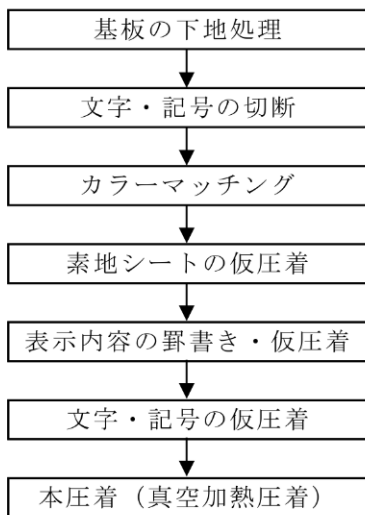 基板の下地処理
文字・記号の切断
カラーマッチング
素地シートの仮圧着
表示内容の罫書き・仮圧着
文字・記号の仮圧着
本圧着（真空加熱圧着）